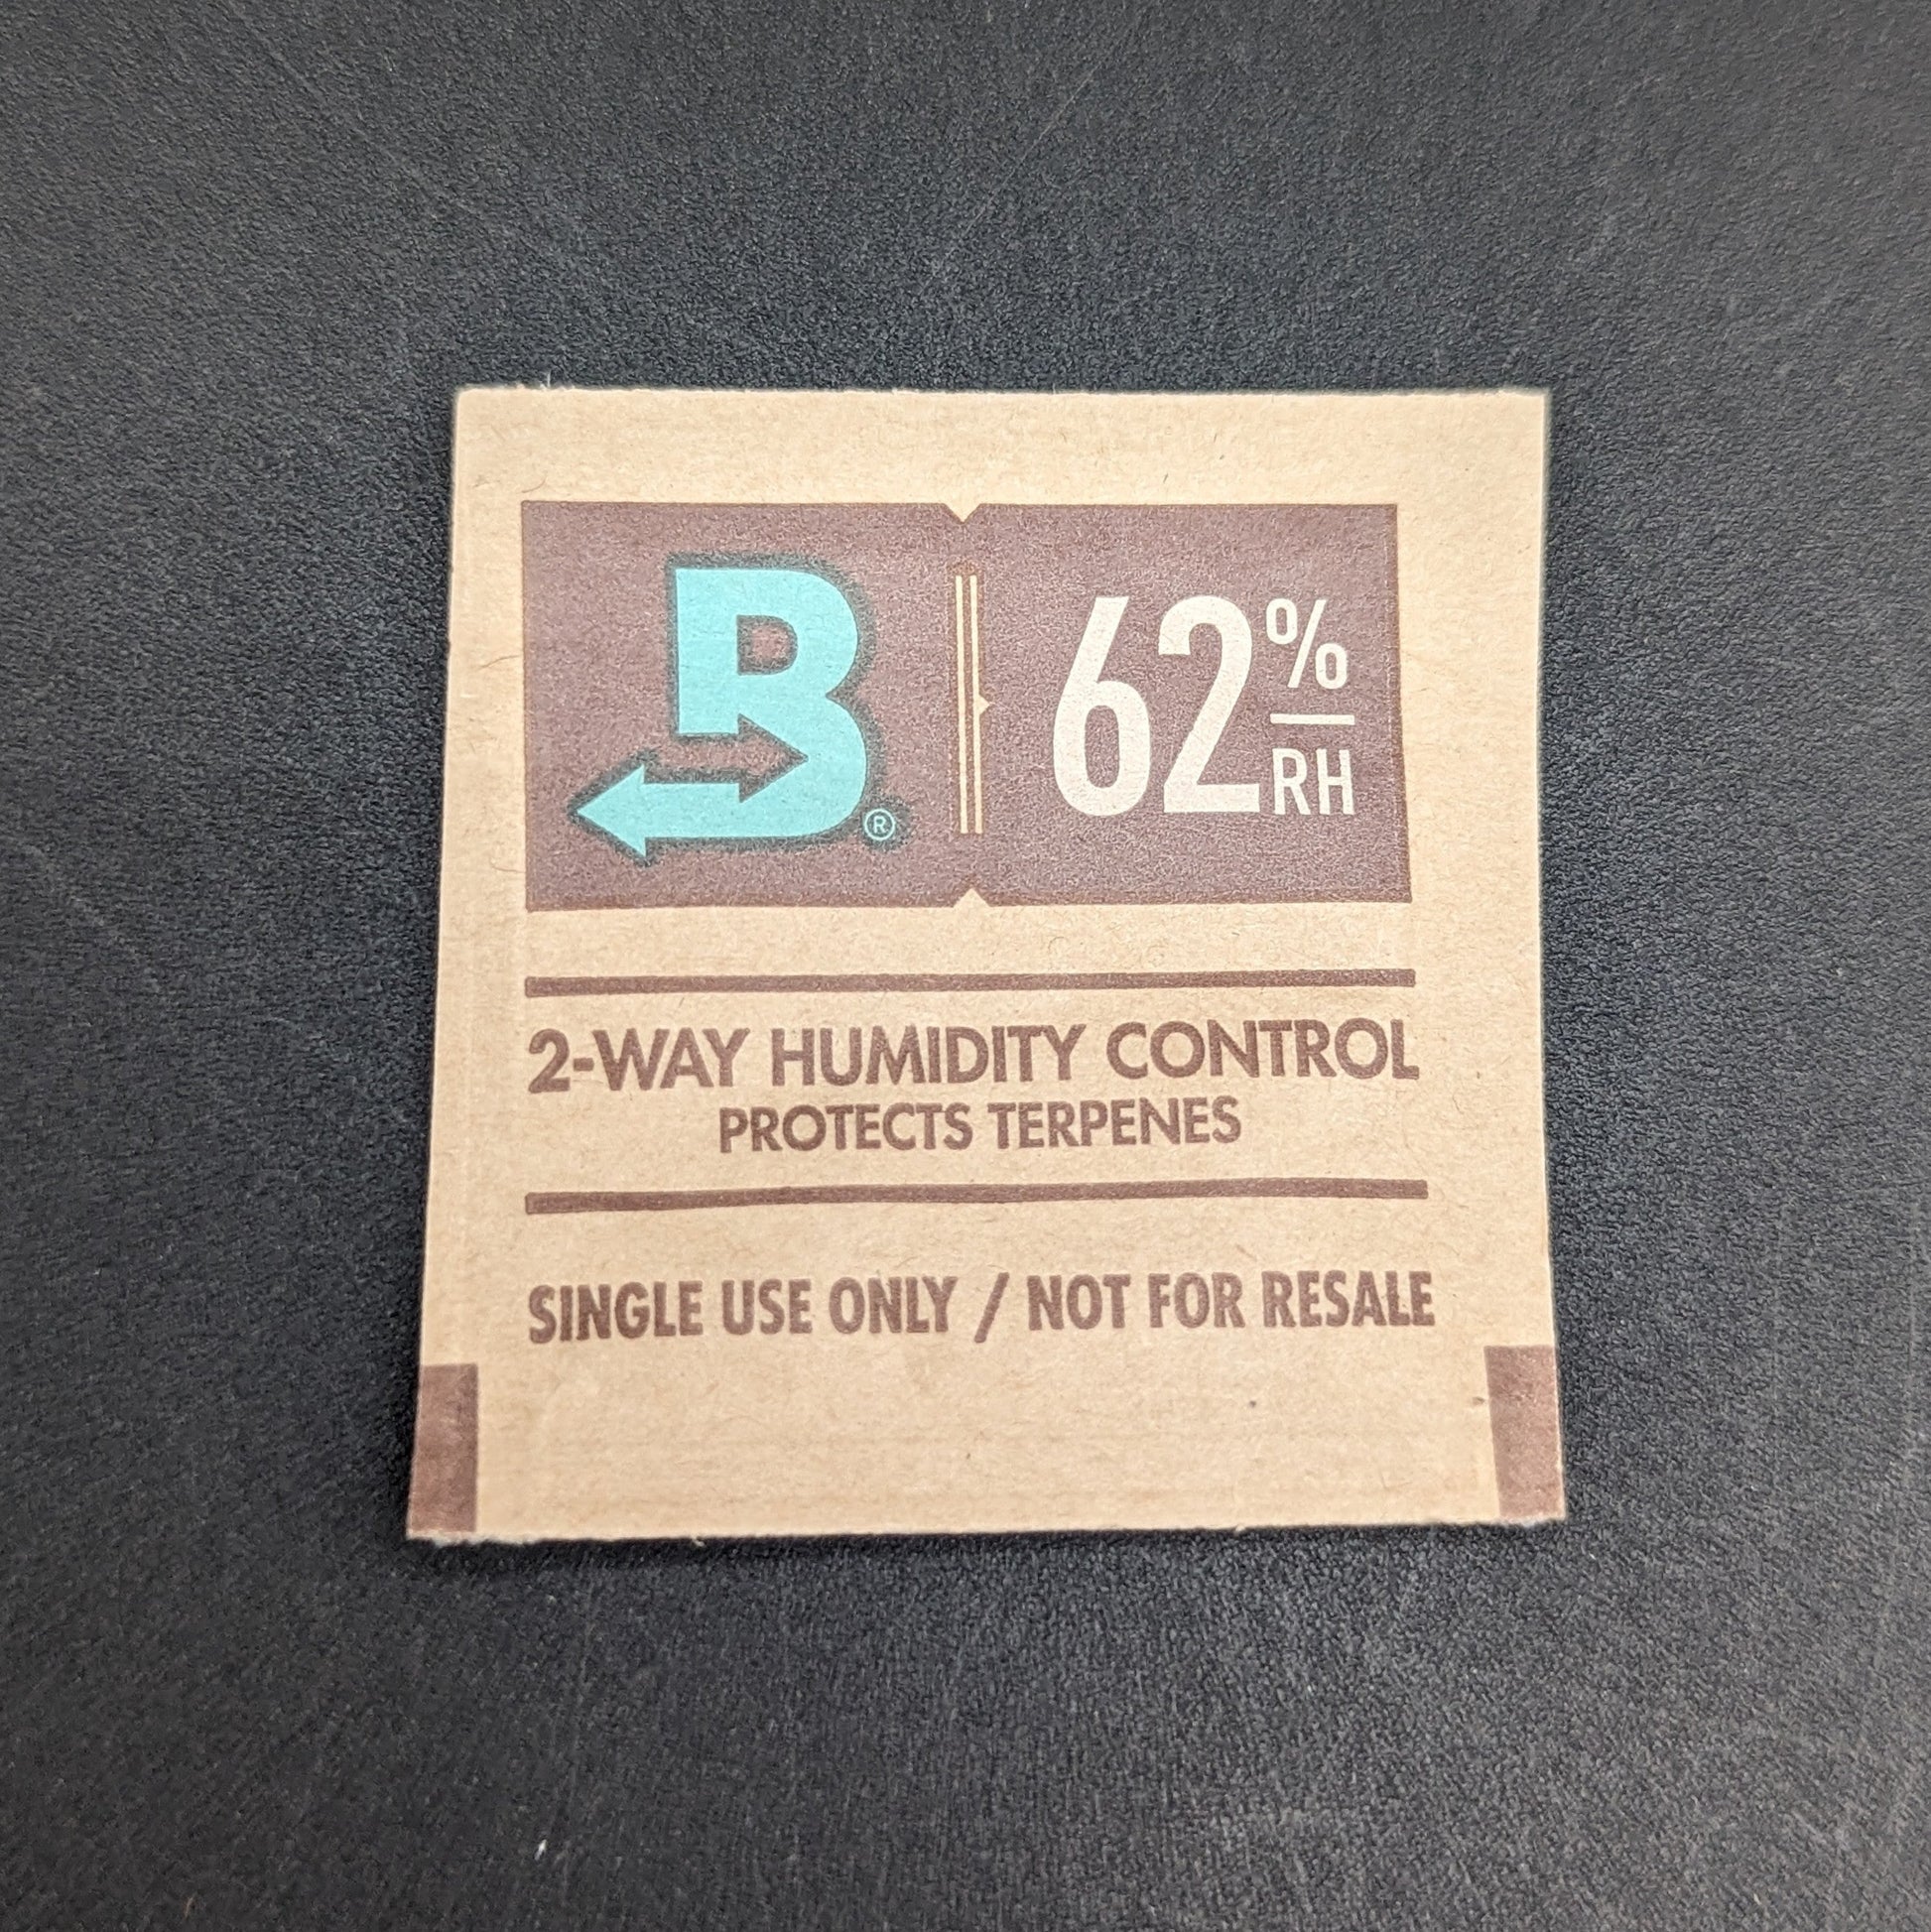 B®
62%
RH
2-WAY HUMIDITY CONTROL
PROTECTS TERPENES
SINGLE USE ONLY / NOT FOR RESALE